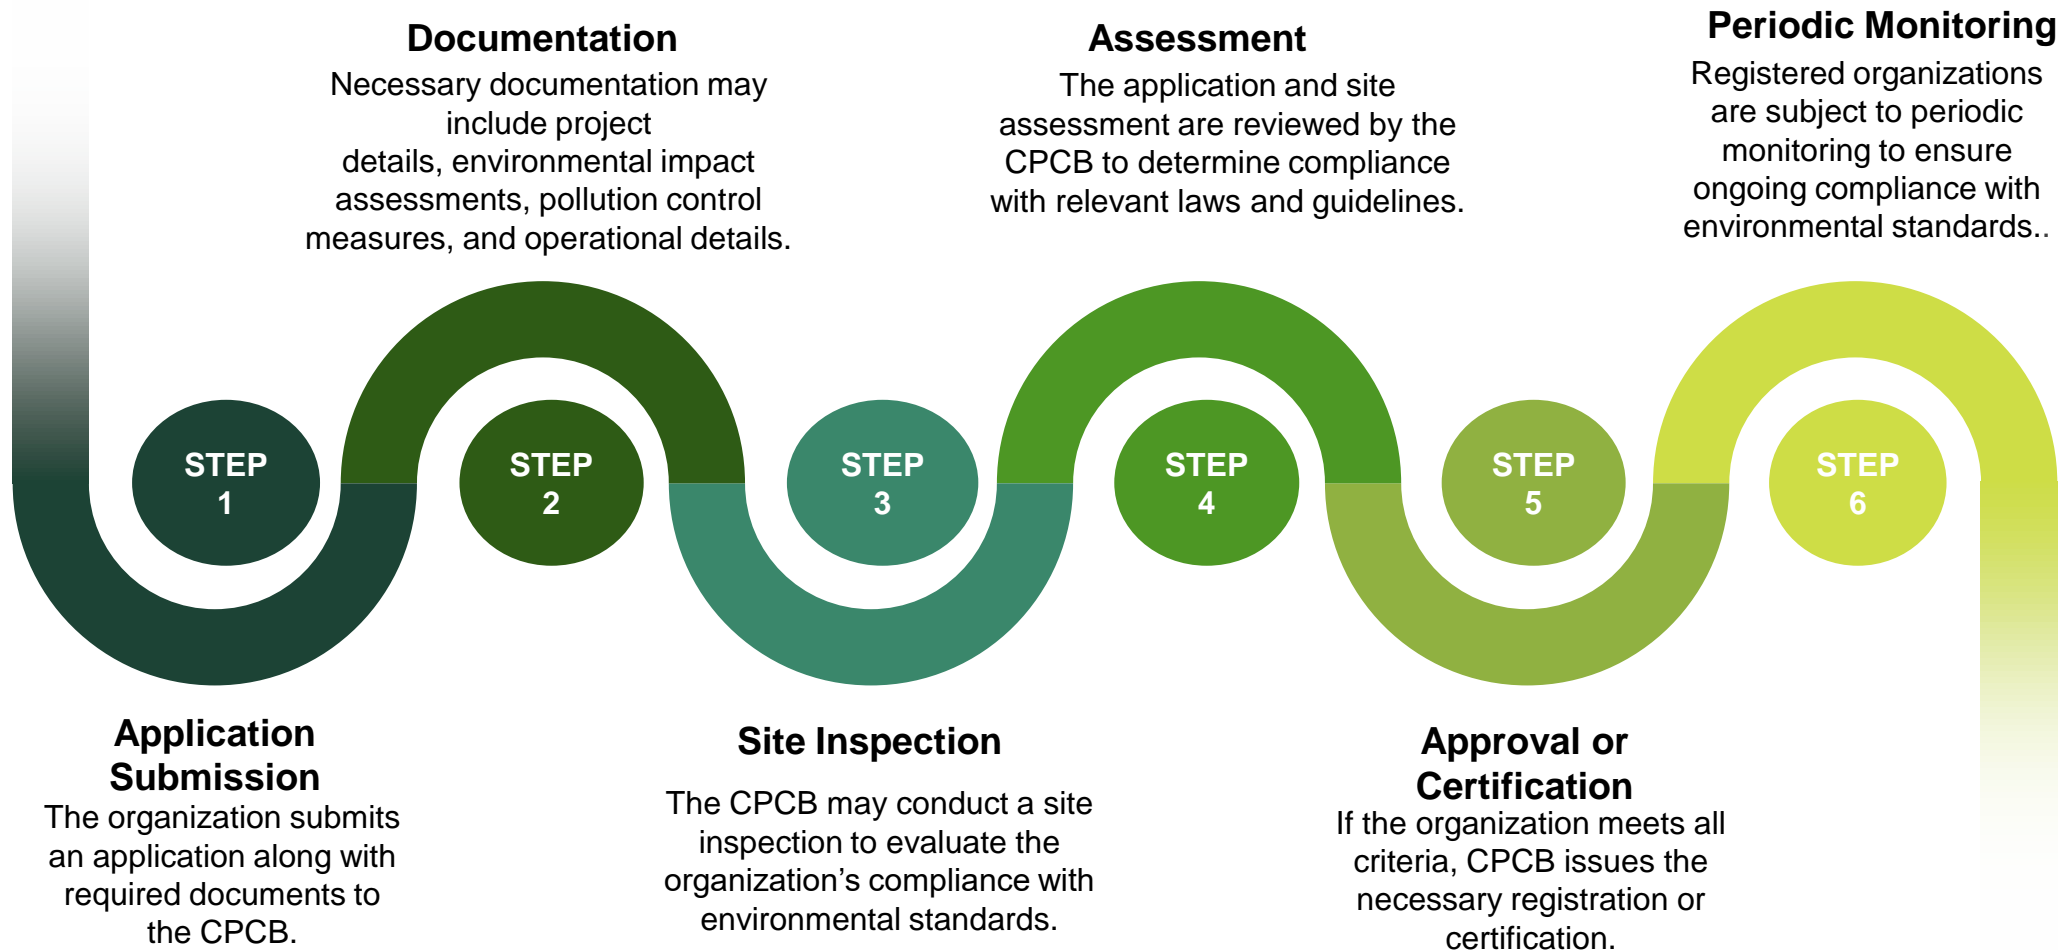 Documentation
Necessary documentation may
include project
details, environmental impact
assessments, pollution control
measures, and operational details.
Assessment
The application and site
assessment are reviewed by the
CPCB to determine compliance
with relevant laws and guidelines.
Periodic Monitoring
Registered organizations
are subject to periodic
monitoring to ensure
ongoing compliance with
environmental standards..
STEP
1
STEP
2
STEP
3
STEP
4
STEP
5
STEP
6
Application
Submission
The organization submits
an application along with
required documents to
the CPCB.
Site Inspection
The CPCB may conduct a site
inspection to evaluate the
organization’s compliance with
environmental standards.
Approval or
Certification
If the organization meets all
criteria, CPCB issues the
necessary registration or
certification.